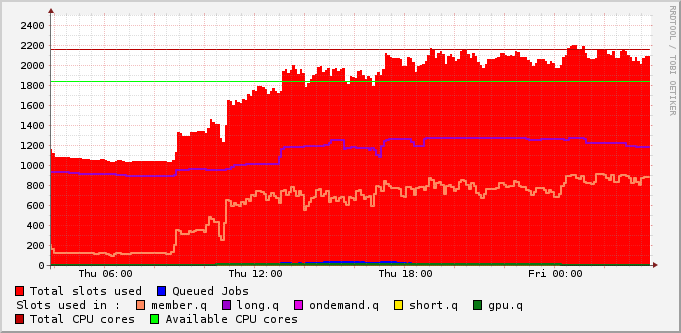 RRDTOOL / TOBI OETIKER
2400
2200
2000
1800
1600
1400
1200
1000
800
600
400
200
0
Thu 06:00 Thu 12:00 Thu 18:00 Fri 00:00
Total slots used Queued Jobs
Slots used in : member.q long.q ondemand.q short.q gpu.q
Total CPU cores Available CPU cores